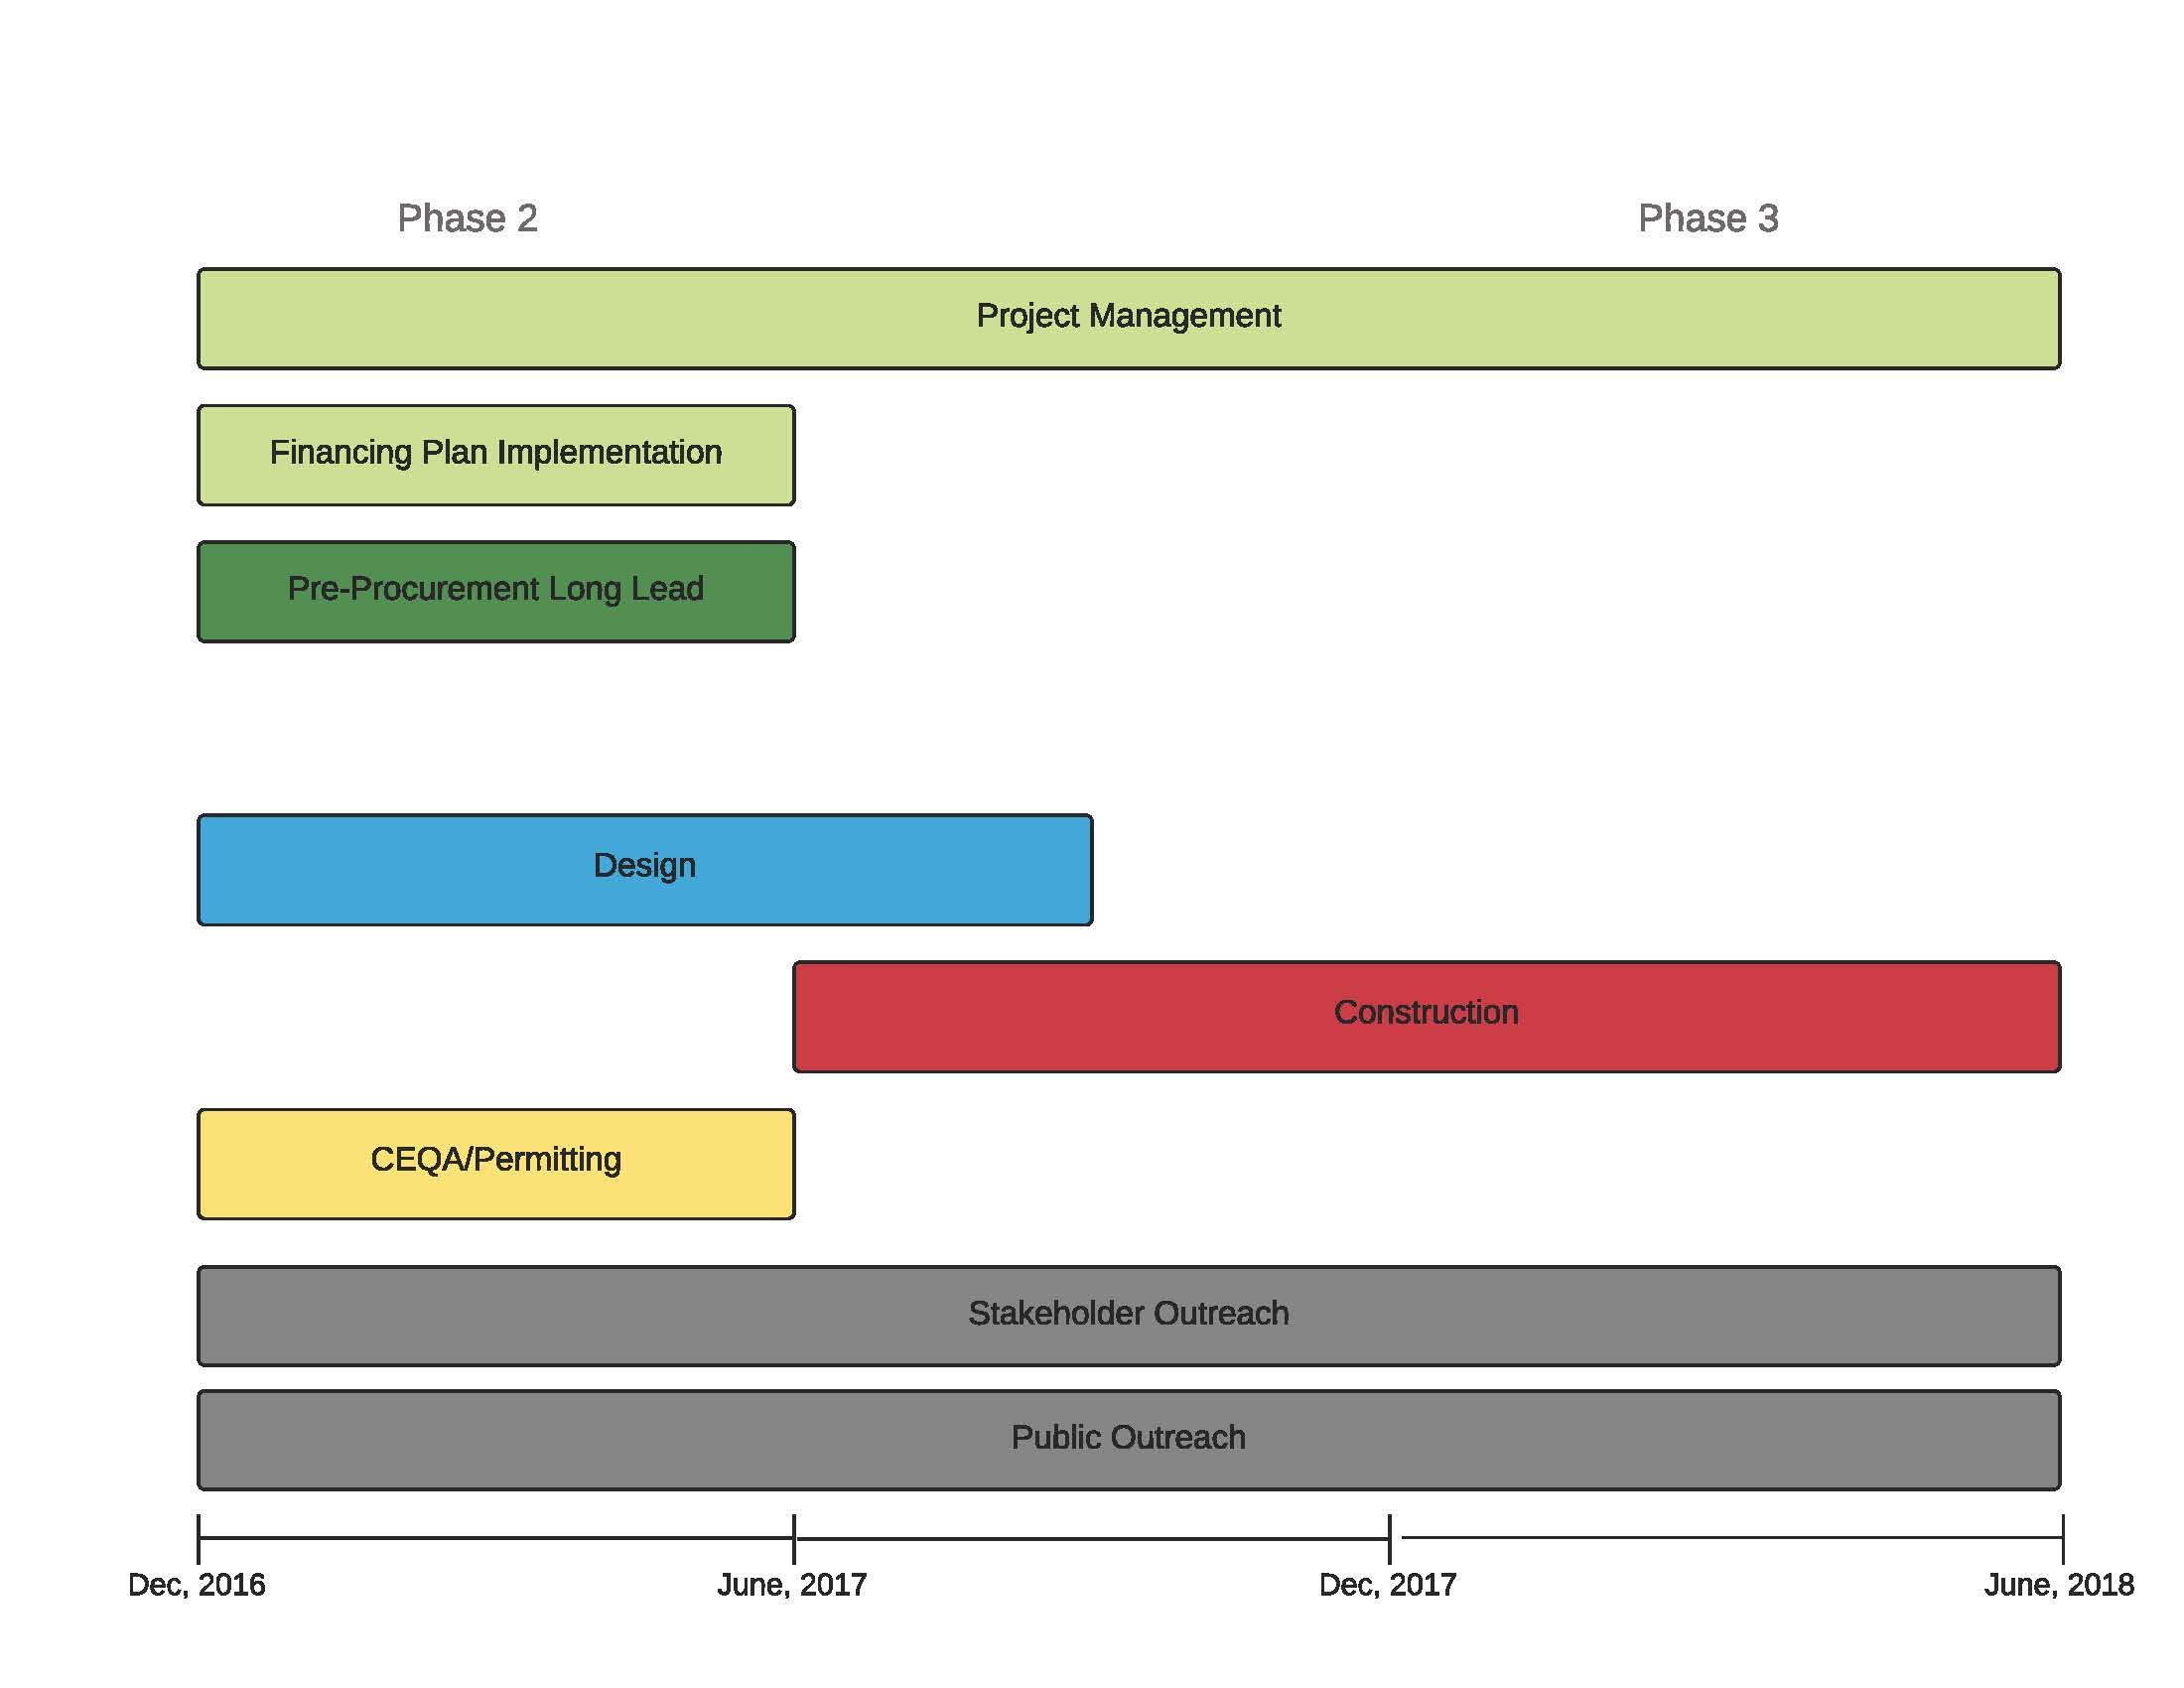 Phase 2
Phase 3
Project Management
Financing Plan Implementation
Pre-Procurement Long Lead
Design
Construction
CEQA/Permitting
Stakeholder Outreach
Public Outreach
Dec, 2016
June, 2017
Dec, 2017
June, 2018